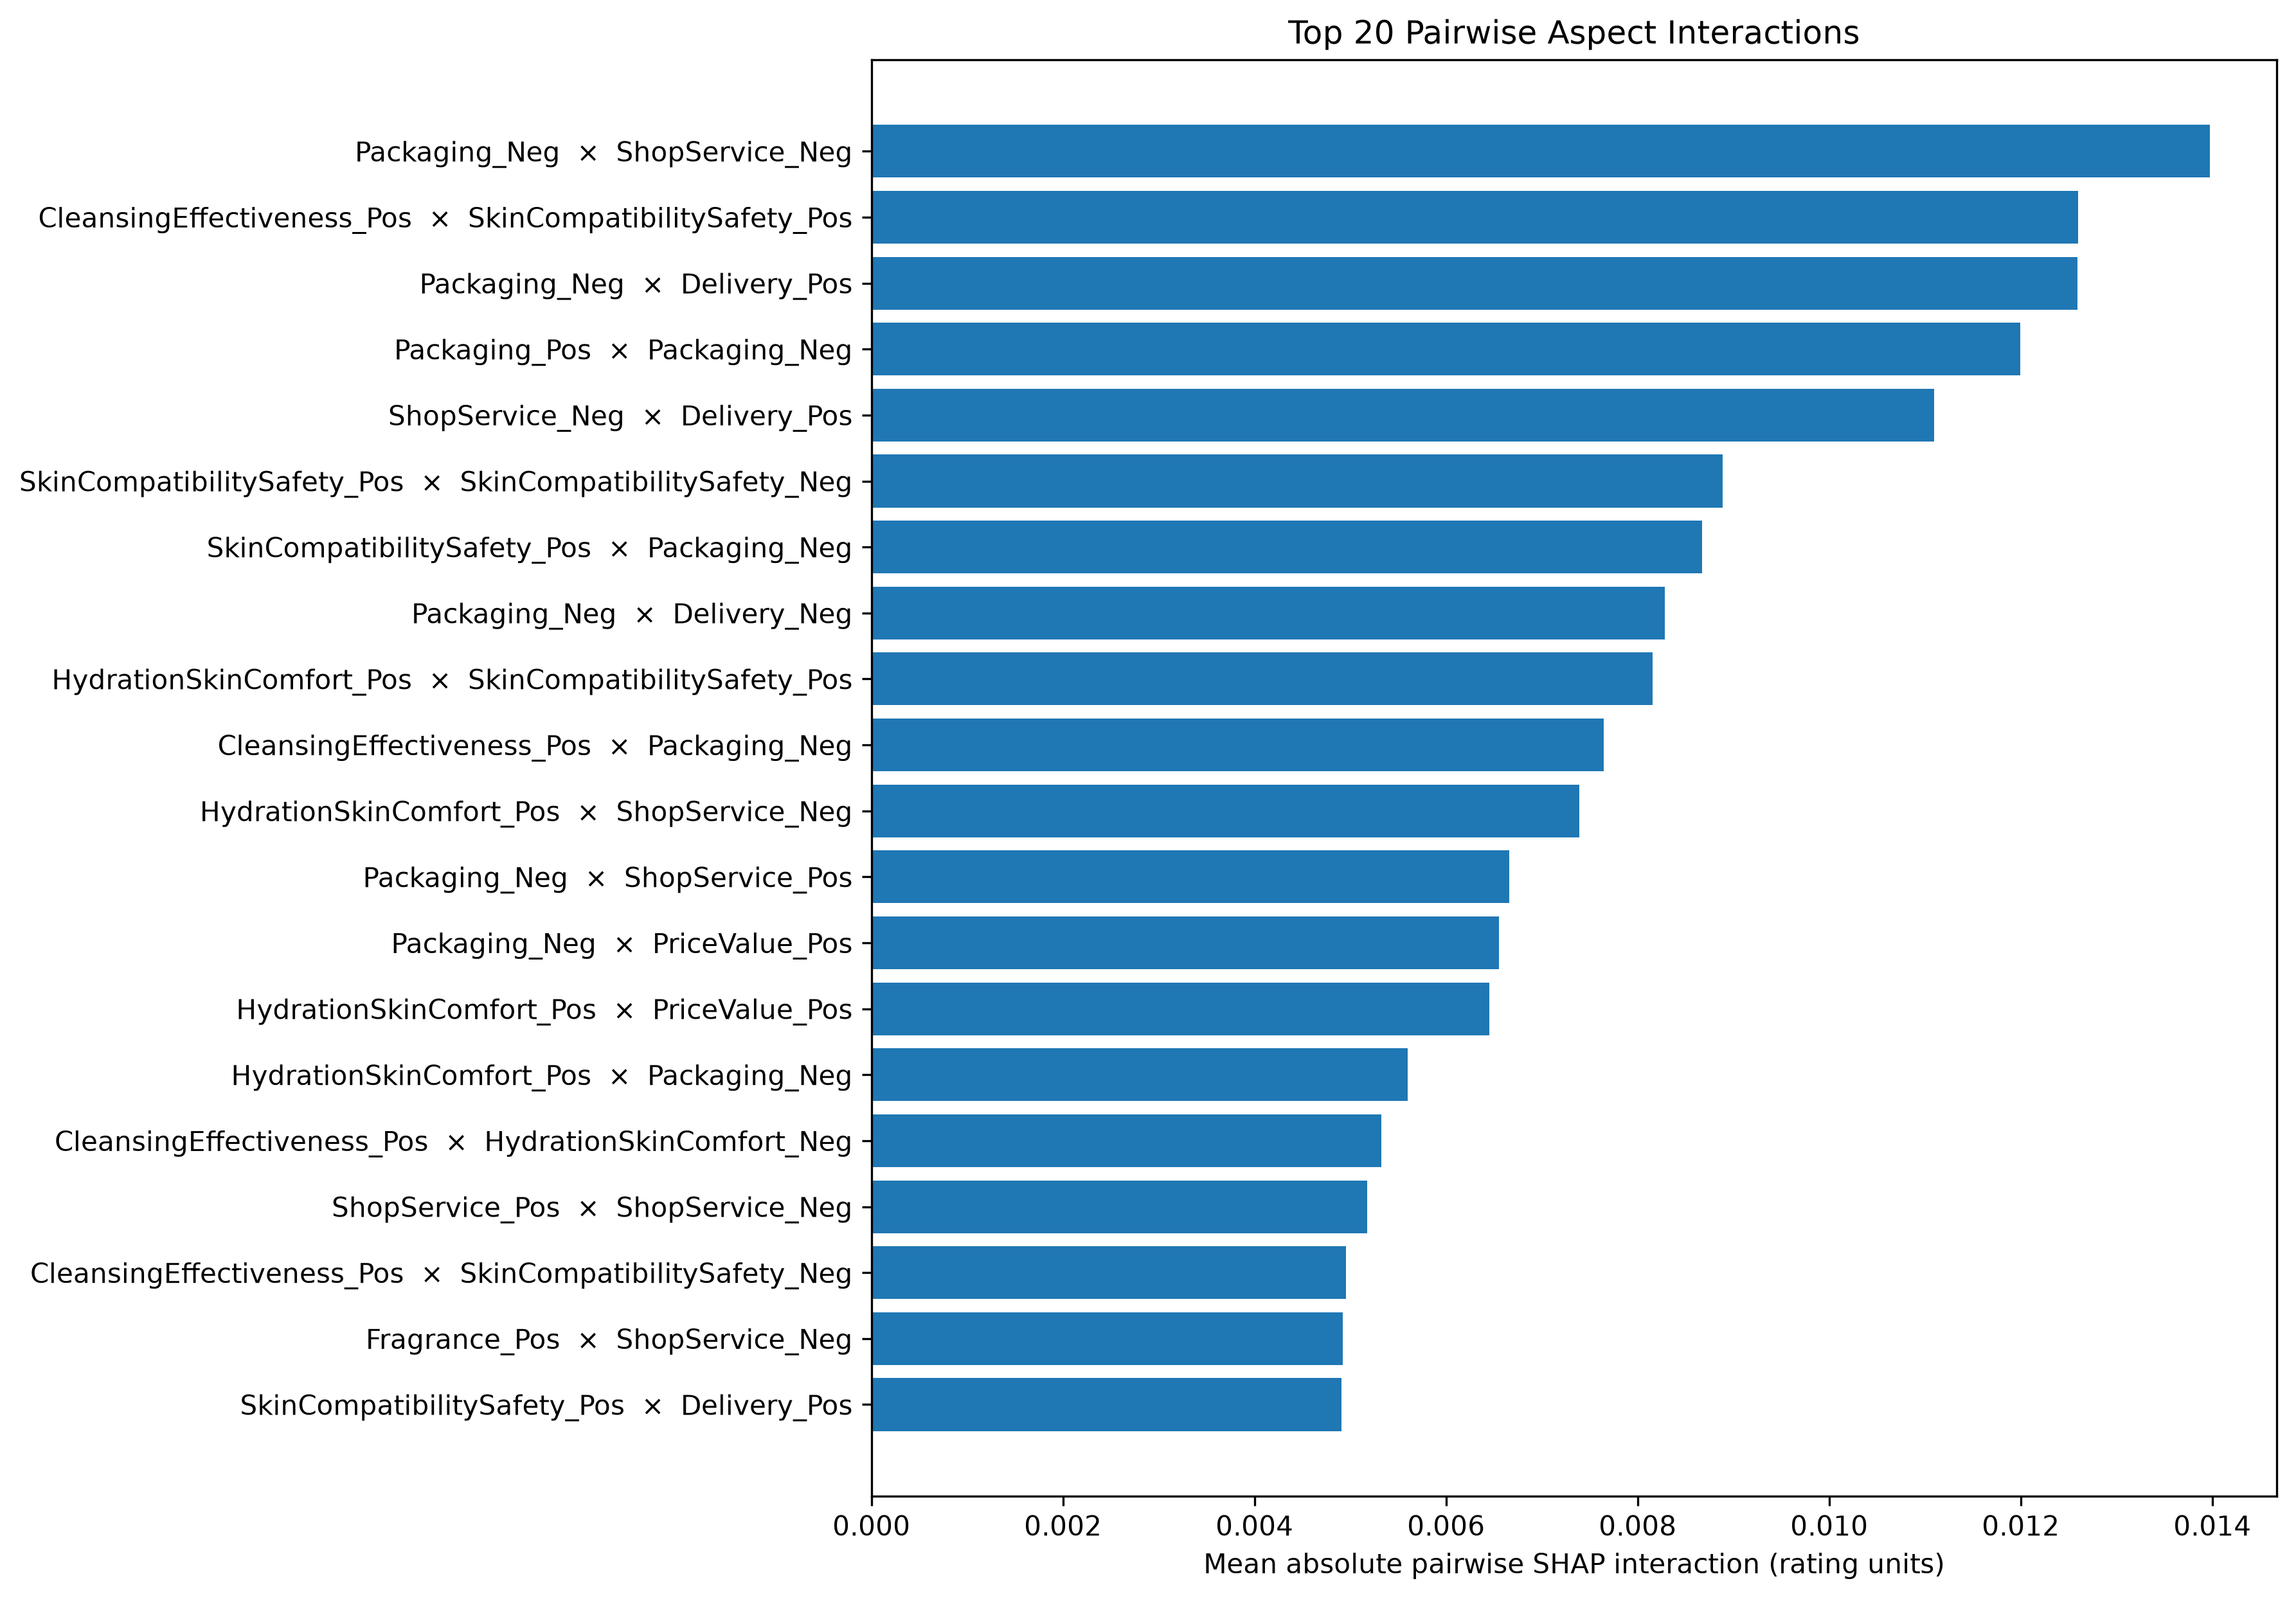 Top 20 Pairwise Aspect Interactions
Packaging_Neg × ShopService_Neg
CleansingEffectiveness_Pos × SkinCompatibilitySafety_Pos
Packaging_Neg × Delivery_Pos
Packaging_Pos × Packaging_Neg
ShopService_Neg × Delivery_Pos
SkinCompatibilitySafety_Pos × SkinCompatibilitySafety_Neg
SkinCompatibilitySafety_Pos × Packaging_Neg
Packaging_Neg × Delivery_Neg
HydrationSkinComfort_Pos × SkinCompatibilitySafety_Pos
CleansingEffectiveness_Pos × Packaging_Neg
HydrationSkinComfort_Pos × ShopService_Neg
Packaging_Neg × ShopService_Pos
Packaging_Neg × PriceValue_Pos
HydrationSkinComfort_Pos × PriceValue_Pos
HydrationSkinComfort_Pos × Packaging_Neg
CleansingEffectiveness_Pos × HydrationSkinComfort_Neg
ShopService_Pos × ShopService_Neg
CleansingEffectiveness_Pos × SkinCompatibilitySafety_Neg
Fragrance_Pos × ShopService_Neg
SkinCompatibilitySafety_Pos × Delivery_Pos
0.000 0.002 0.004 0.006 0.008 0.010 0.012 0.014
Mean absolute pairwise SHAP interaction (rating units)